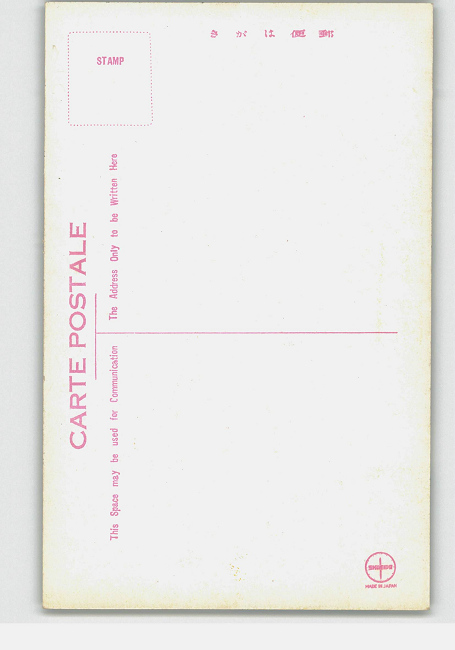 きがは便郵
STAMP
CARTE POSTALE
The Address Only to be Written Here
This Space may be used for Communication
MADE IN JAPAN